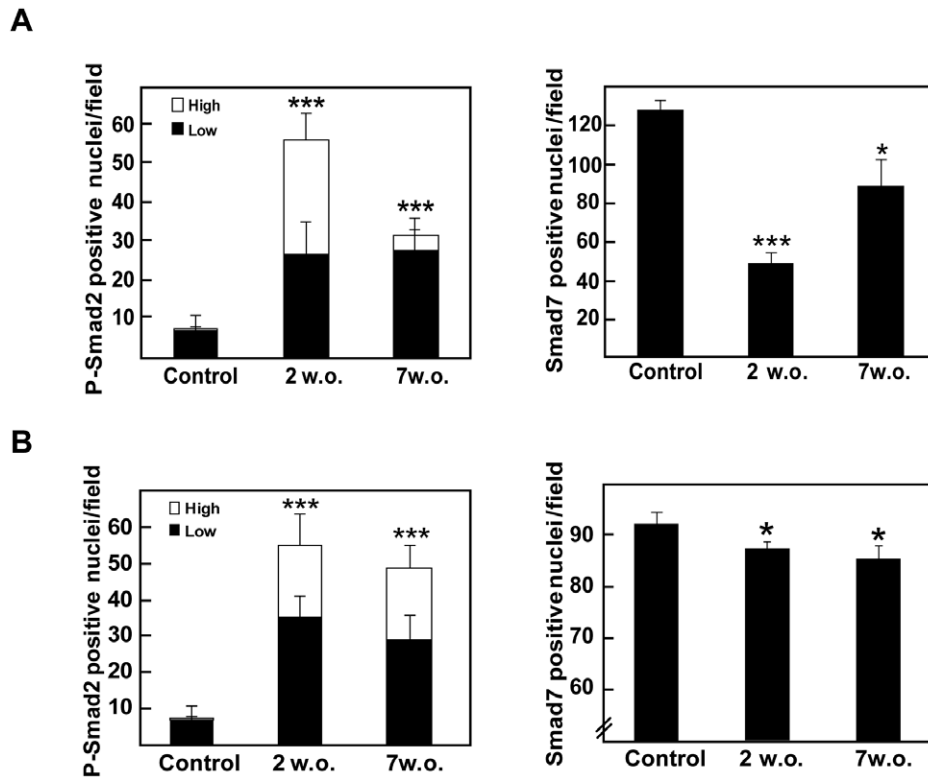 A
P-Smad2 positive nuclei/field
60
50
40
30
20
10
High
Low
***
***
Control
2 w.o.
7w.o.
Smad7 positive nuclei/field
120
100
80
60
40
20
***
*
Control
2 w.o.
7w.o.
B
P-Smad2 positive nuclei/field
60
50
40
30
20
10
High
Low
***
***
Control
2 w.o.
7w.o.
Smad7 positive nuclei/field
90
80
70
60
*
*
Control
2 w.o.
7w.o.